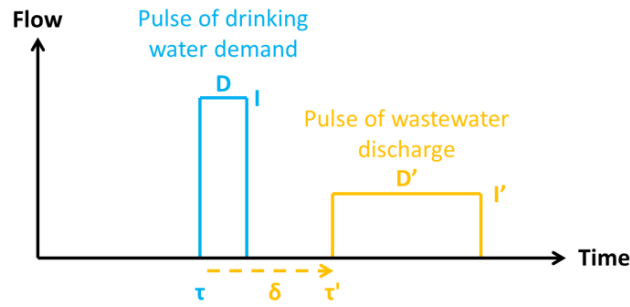 Flow
Pulse of drinking
water demand
D
I
Pulse of wastewater
discharge
D’
I’
Time
τ
δ
τ'